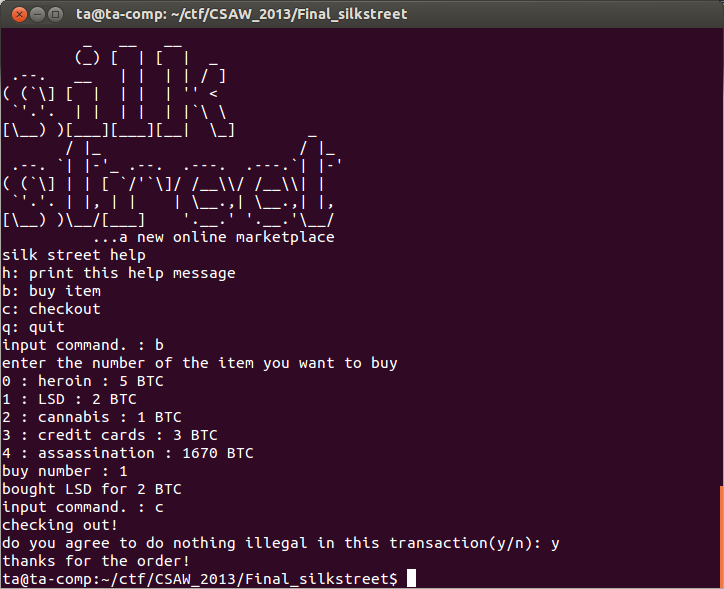 ta@ta-comp: ~/ctf/CSAW_2013/Final_silkstreet
silk
street
...a new online marketplace
silk street help
h: print this help message
b: buy item
c: checkout
q: quit
input command. : b
enter the number of the item you want to buy
0 : heroin : 5 BTC
1 : LSD : 2 BTC
2 : cannabis : 1 BTC
3 : credit cards : 3 BTC
4 : assassination : 1670 BTC
buy number : 1
bought LSD for 2 BTC
input command. : c
checking out!
do you agree to do nothing illegal in this transaction(y/n): y
thanks for the order!
ta@ta-comp:~/ctf/CSAW_2013/Final_silkstreet$